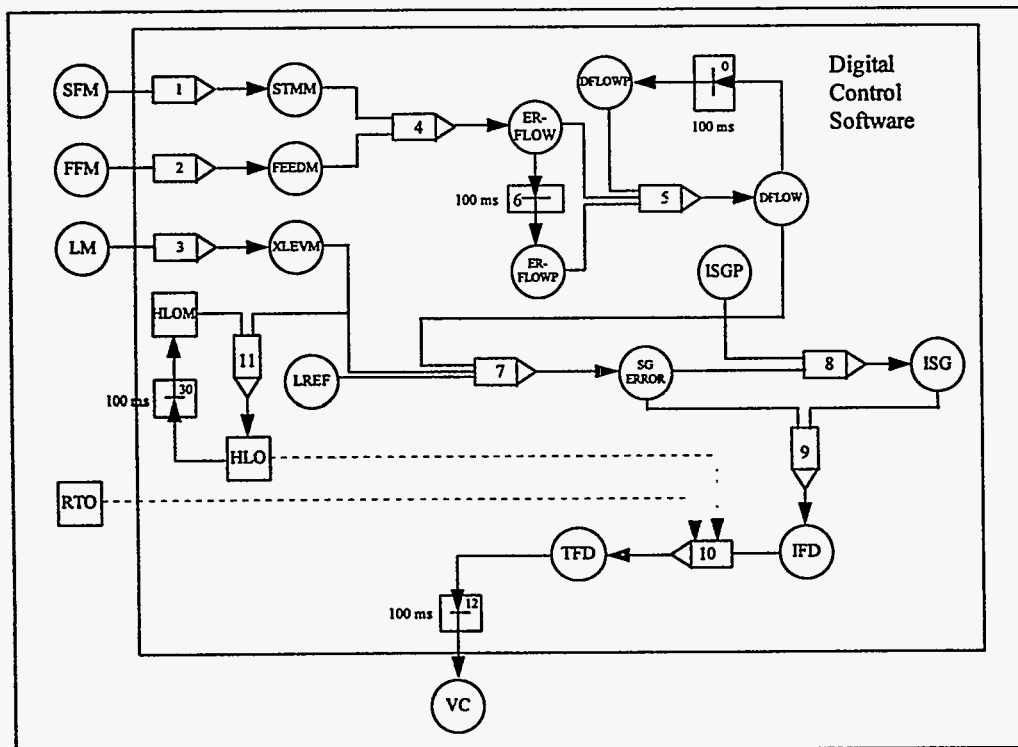 Digital
Control
Software
SFM
1
STMM
DFLOWP
0
100 ms
4
ER-
FLOW
FFM
2
FEEDM
100 ms
6
5
DFLOW
LM
3
XLEVM
ER-
FLOWP
ISGP
HLOM
11
LREF
7
SG
ERROR
8
ISG
100 ms
30
HLO
9
RTO
TFD
10
IFD
100 ms
12
VC